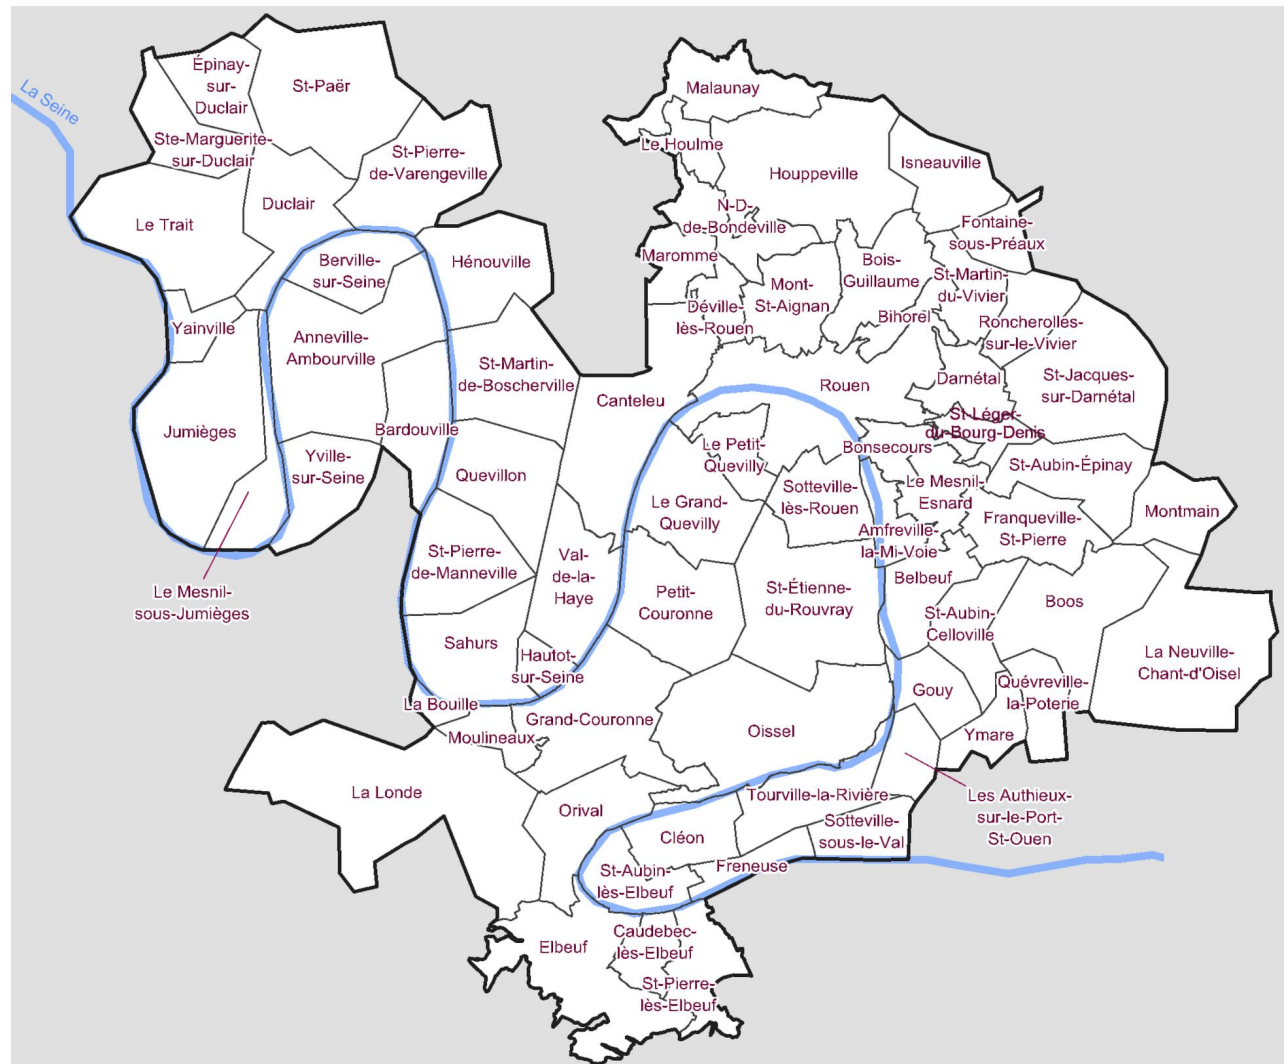 La Seine
Épinay-
sur-
Duclair
St-Paër
Ste-Marguerite-
sur-Duclair
St-Pierre-
de-Varengeville
Le Trait
Duclair
Berville-
sur-Seine
Hénouville
Yainville
Anneville-
Ambourville
St-Martin-
de-Boscherville
Jumièges
Bardouville
Yville-
sur-Seine
Quevillon
Le Mesnil-
sous-Jumièges
St-Pierre-
de-Manneville
Sahurs
Val-
de-la-
Haye
Hautot-
sur-Seine
Canteleu
Malaunay
Le Houlme
Houppeville
Isneauville
N-D-
de-Bondeville
Fontaine-
sous-Préaux
Maromme
Mont-
St-Aignan
Bois-
Guillaume
St-Martin-
du-Vivier
Déville-
lès-Rouen
Bihorel
Roncherolles-
sur-le-Vivier
Rouen
Darnétal
St-Jacques-
sur-Darnétal
St-Léger-
du-Bourg-Denis
Le Petit-
Quevilly
Bonsecours
St-Aubin-Épinay
Le Grand-
Quevilly
Sotteville-
lès-Rouen
Le Mesnil-
Esnard
Franqueville-
St-Pierre
Montmain
Amfreville-
la-Mi-Voie
Belbeuf
Petit-
Couronne
St-Étienne-
du-Rouvray
St-Aubin-
Celloville
Boos
La Neuville-
Chant-d'Oisel
Gouy
Quévreville-
la-Poterie
Ymare
La Bouille
Moulineaux
Grand-Couronne
Oissel
La Londe
Orival
Tourville-la-Rivière
Les Authieux-
sur-le-Port-
St-Ouen
Cléon
Sotteville-
sous-le-Val
St-Aubin-
lès-Elbeuf
Freneuse
Elbeuf
Caudebec-
lès-Elbeuf
St-Pierre-
lès-Elbeuf